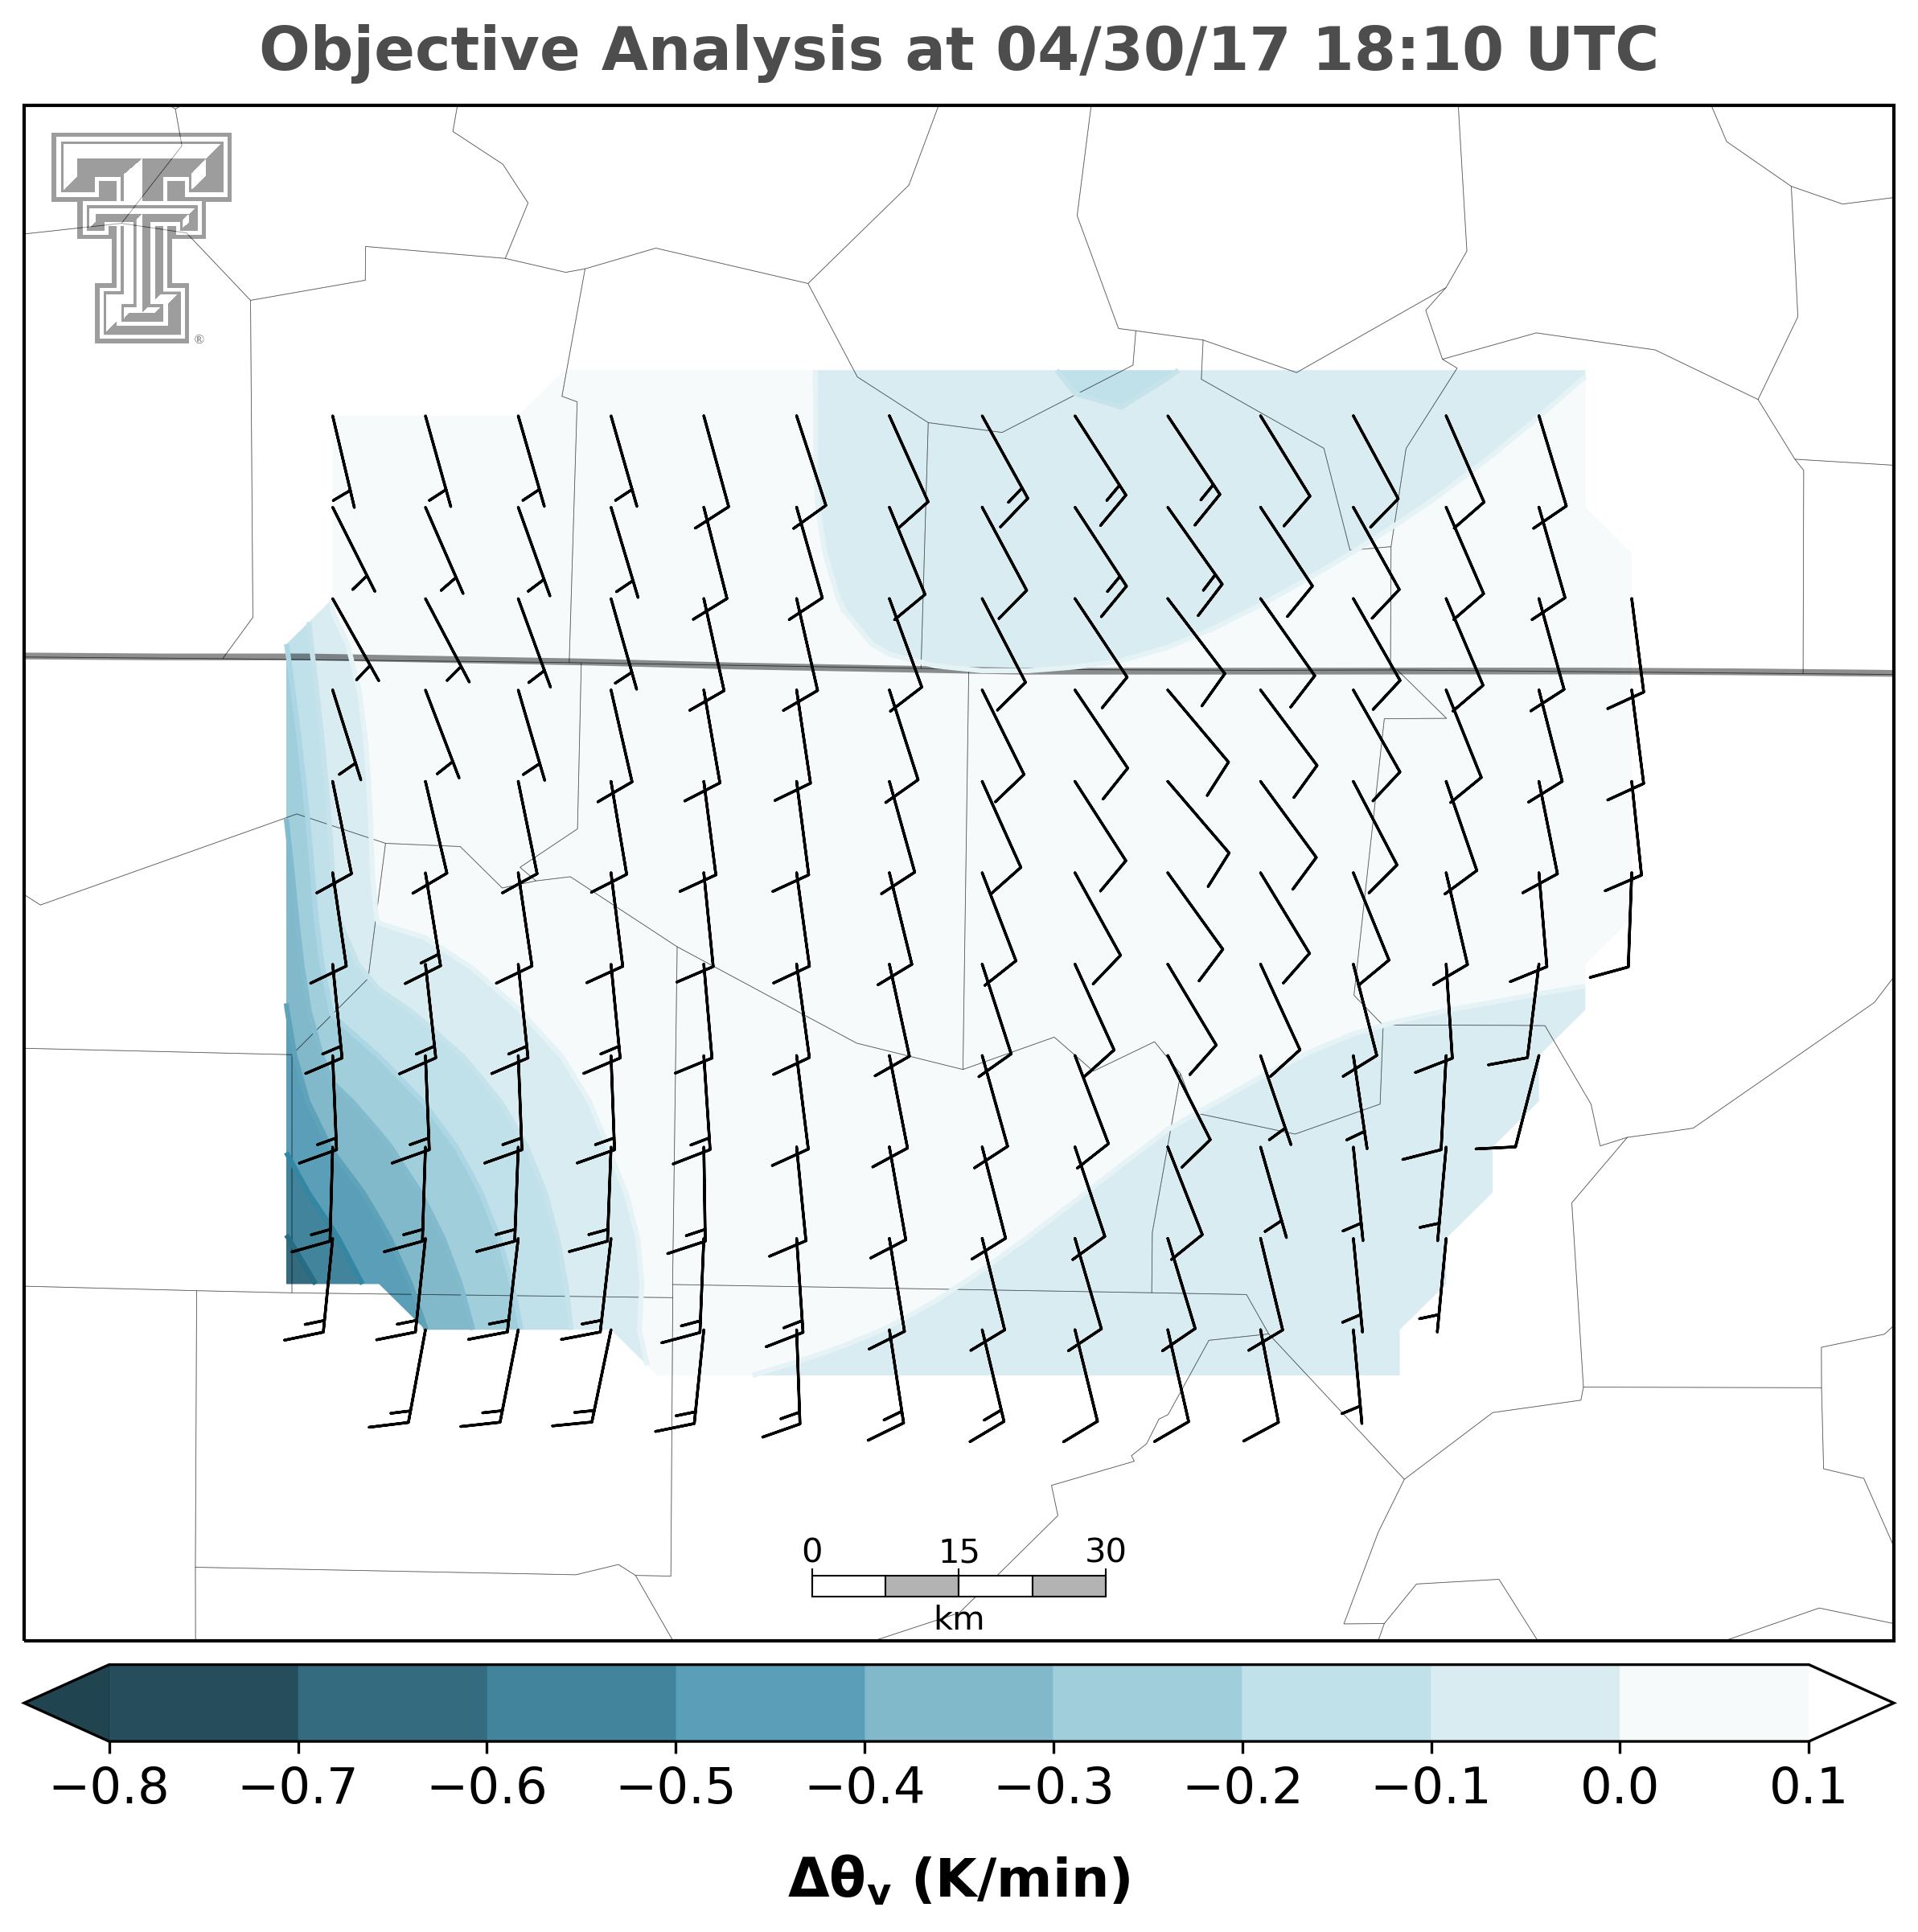 Objective Analysis at 04/30/17 18:10 UTC
®
0 15 30
km
−0.8 −0.7 −0.6 −0.5 −0.4 −0.3 −0.2 −0.1 0.0 0.1
Δθv (K/min)